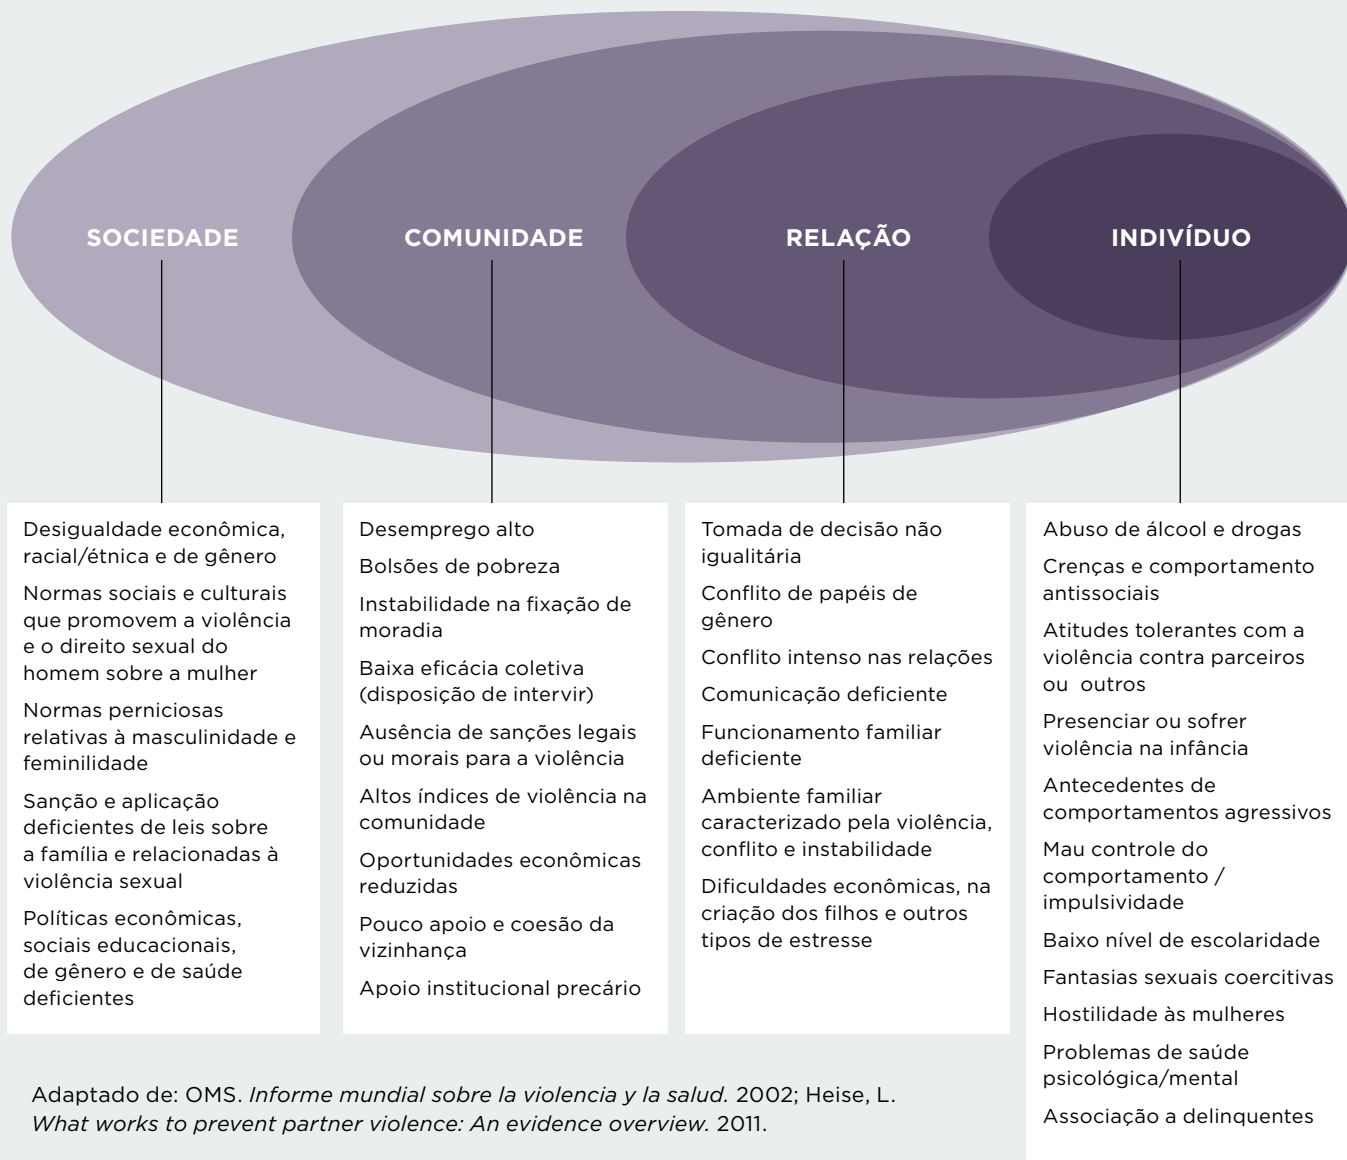 SOCIEDADE
COMUNIDADE
RELAÇÃO
INDIVÍDUO
Desigualdade econômica,
racial/étnica e de gênero
Normas sociais e culturais
que promovem a violência
e o direito sexual do
homem sobre a mulher
Normas perniciosas
relativas à masculinidade e
feminilidade
Sanção e aplicação
deficientes de leis sobre
a família e relacionadas à
violência sexual
Políticas econômicas,
sociais educacionais,
de gênero e de saúde
deficientes
Desemprego alto
Bolsões de pobreza
Instabilidade na fixação de
moradia
Baixa eficácia coletiva
(disposição de intervir)
Ausência de sanções legais
ou morais para a violência
Altos índices de violência na
comunidade
Oportunidades econômicas
reduzidas
Pouco apoio e coesão da
vizinhança
Apoio institucional precário
Tomada de decisão não
igualitária
Conflito de papéis de
gênero
Conflito intenso nas relações
Comunicação deficiente
Funcionamento familiar
deficiente
Ambiente familiar
caracterizado pela violência,
conflito e instabilidade
Dificuldades econômicas, na
criação dos filhos e outros
tipos de estresse
Abuso de álcool e drogas
Crenças e comportamento
antissociais
Atitudes tolerantes com a
violência contra parceiros
ou outros
Presenciar ou sofrer
violência na infância
Antecedentes de
comportamentos agressivos
Mau controle do
comportamento /
impulsividade
Baixo nível de escolaridade
Fantasias sexuais coercitivas
Hostilidade às mulheres
Problemas de saúde
psicológica/mental
Associação a delinquentes
Adaptado de: OMS. Informe mundial sobre la violencia y la salud. 2002; Heise, L.
What works to prevent partner violence: An evidence overview. 2011.